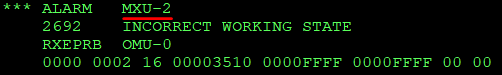 *** ALARM MXU-2
2692 INCORRECT WORKING STATE
RXEPRB OMU-0
0000 0002 16 00003510 0000FFFF 0000FFFF 00 00